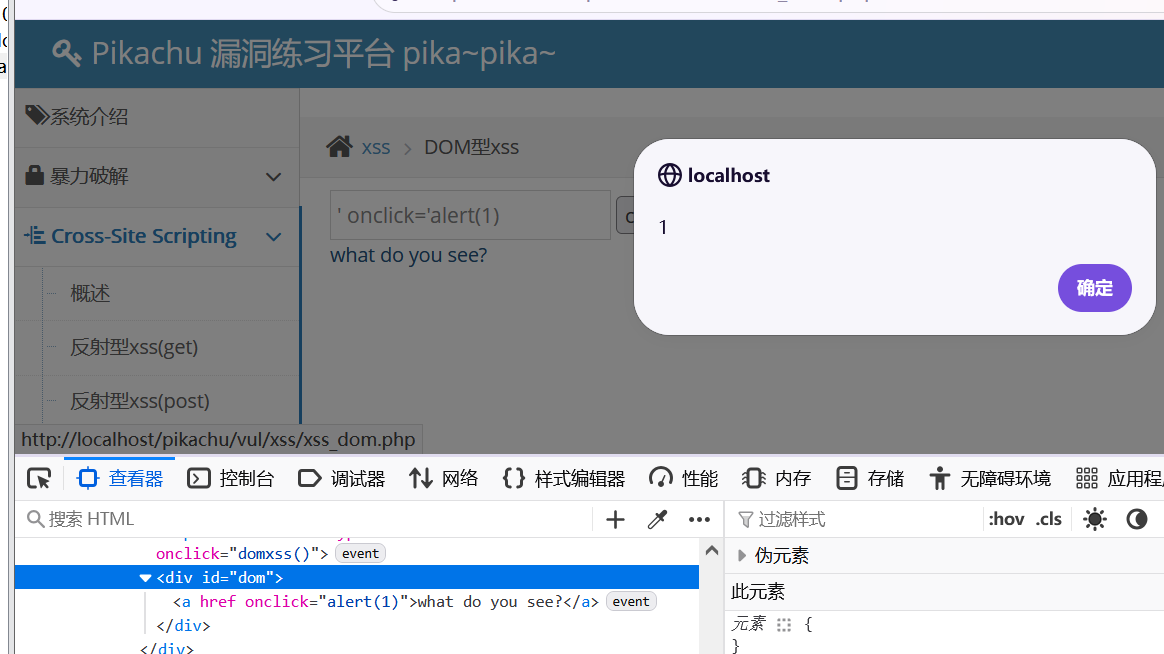 Pikachu 漏洞练习平台 pika~pika~
系统介绍
暴力破解
Cross-Site Scripting
概述
反射型xss(get)
反射型xss(post)
xss > DOM型xss
' onclick='alert(1)
what do you see?
localhost
1
确定
http://localhost/pikachu/vul/xss/xss_dom.php
查看器 控制台 调试器 网络 样式编辑器 性能 内存 存储 无障碍环境 应用程
搜索 HTML
onclick="domxss()"> event
<div id="dom">
<a href onclick="alert(1)">what do you see?</a> event
</div>
</div>
过滤样式 :hov .cls
伪元素
此元素
元素 {
}